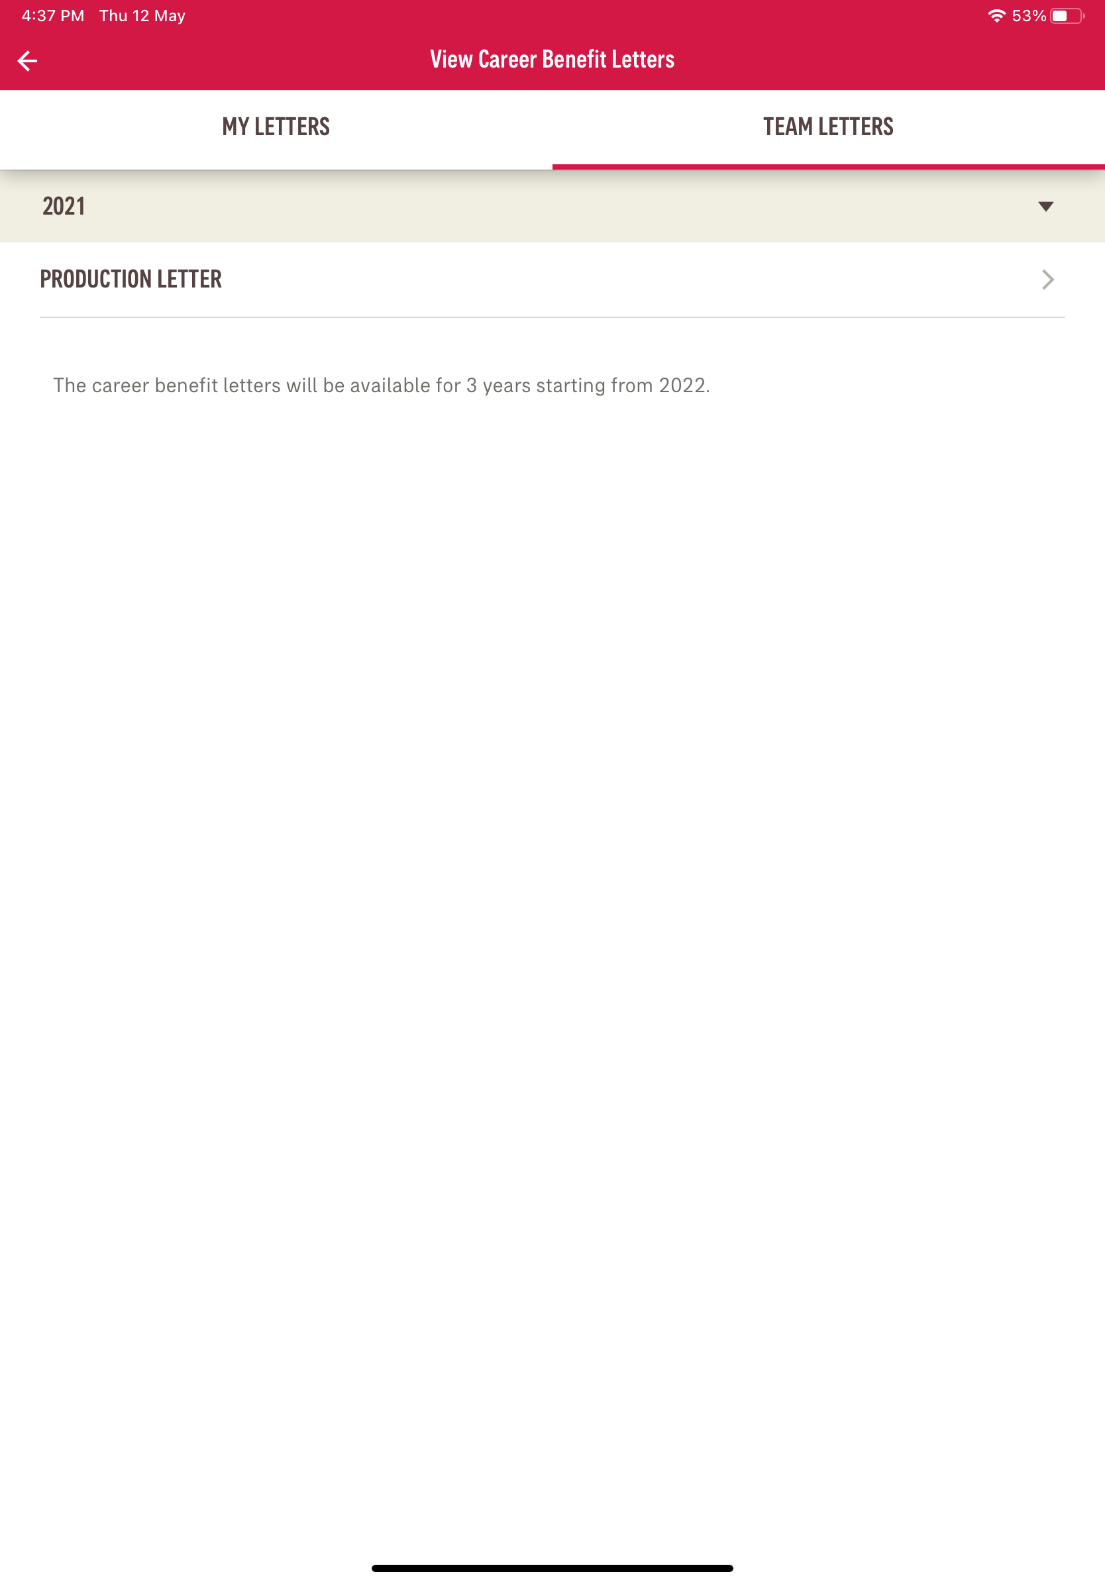 4:37 PM Thu 12 May 53%
View Career Benefit Letters
MY LETTERS TEAM LETTERS
2021
PRODUCTION LETTER
The career benefit letters will be available for 3 years starting from 2022.